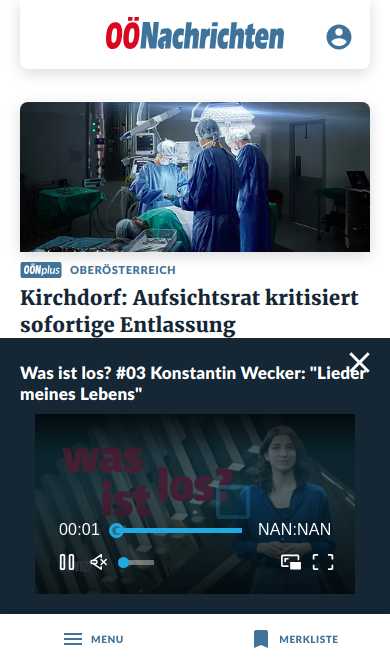 OÖNachrichten
OÖNplus OBERÖSTERREICH
Kirchdorf: Aufsichtsrat kritisiert
sofortige Entlassung
Was ist los? #03 Konstantin Wecker: "Lieder
meines Lebens"
was
ist los?
00:01 NAN:NAN
MENU MERKLISTE